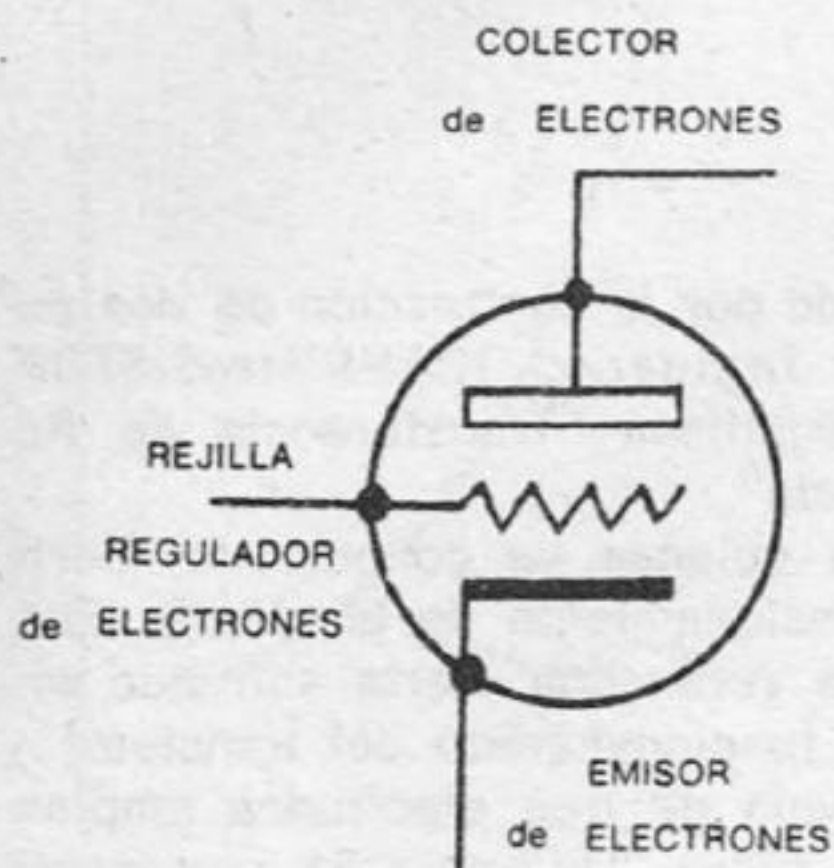 COLECTOR
de ELECTRONES
REJILLA
REGULADOR
de ELECTRONES
EMISOR
de ELECTRONES